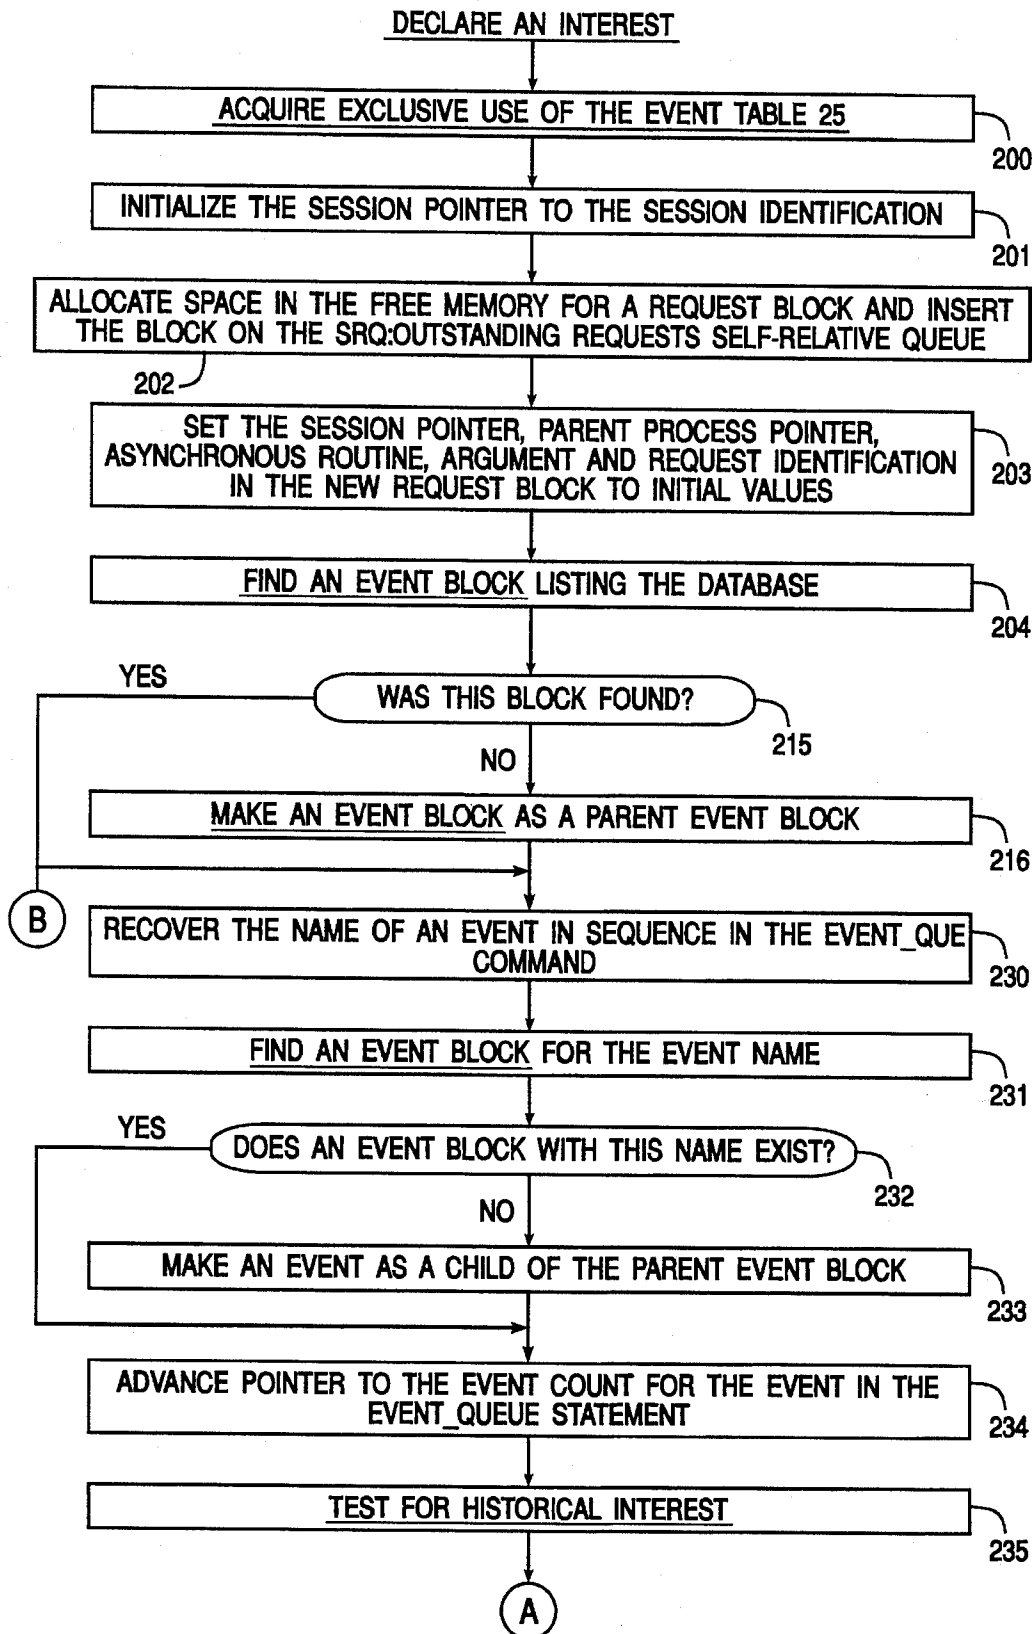 DECLARE AN INTEREST
ACQUIRE EXCLUSIVE USE OF THE EVENT TABLE 25
200
INITIALIZE THE SESSION POINTER TO THE SESSION IDENTIFICATION
201
ALLOCATE SPACE IN THE FREE MEMORY FOR A REQUEST BLOCK AND INSERT
THE BLOCK ON THE SRQ:OUTSTANDING REQUESTS SELF-RELATIVE QUEUE
202
SET THE SESSION POINTER, PARENT PROCESS POINTER,
ASYNCHRONOUS ROUTINE, ARGUMENT AND REQUEST IDENTIFICATION
IN THE NEW REQUEST BLOCK TO INITIAL VALUES
203
FIND AN EVENT BLOCK LISTING THE DATABASE
204
YES
WAS THIS BLOCK FOUND?
215
NO
MAKE AN EVENT BLOCK AS A PARENT EVENT BLOCK
216
B
RECOVER THE NAME OF AN EVENT IN SEQUENCE IN THE EVENT_QUE
COMMAND
230
FIND AN EVENT BLOCK FOR THE EVENT NAME
231
YES
DOES AN EVENT BLOCK WITH THIS NAME EXIST?
232
NO
MAKE AN EVENT AS A CHILD OF THE PARENT EVENT BLOCK
233
ADVANCE POINTER TO THE EVENT COUNT FOR THE EVENT IN THE
EVENT_QUEUE STATEMENT
234
TEST FOR HISTORICAL INTEREST
235
A